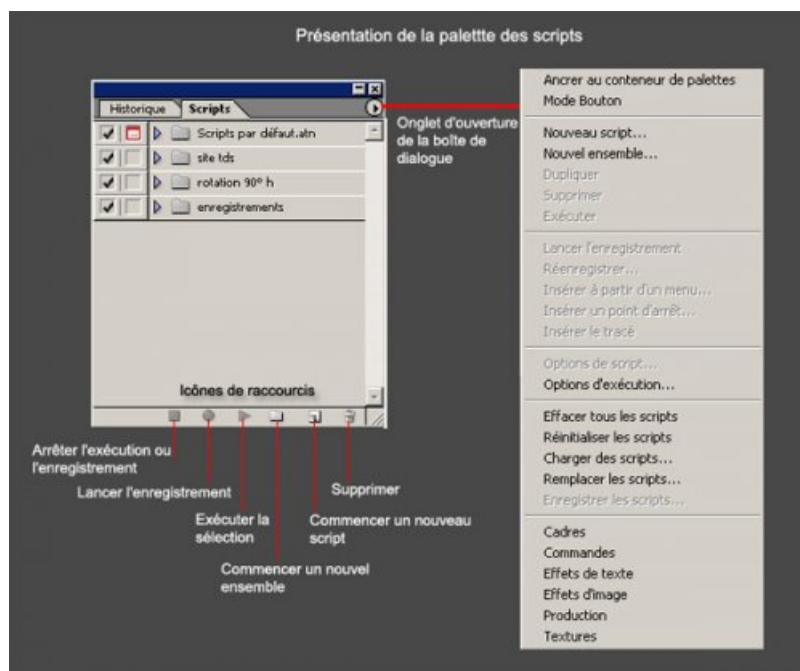 Présentation de la palettte des scripts
Historique
Scripts
Scripts par défaut.atn
site tds
rotation 90° h
enregistrements
Icônes de raccourcis
Onglet d'ouverture
de la boîte de
dialogue
Arrêter l'exécution ou
l'enregistrement
Lancer l'enregistrement
Exécuter la
sélection
Commencer un nouvel
ensemble
Commencer un nouveau
script
Supprimer
Ancrer au conteneur de palettes
Mode Bouton
Nouveau script...
Nouvel ensemble...
Dupliquer
Supprimer
Exécuter
Lancer l'enregistrement
Réenregistrer...
Insérer à partir d'un menu...
Insérer un point d'arrêt...
Insérer le tracé
Options de script...
Options d'exécution...
Effacer tous les scripts
Réinitialiser les scripts
Charger des scripts...
Remplacer les scripts...
Enregistrer les scripts...
Cadres
Commandes
Effets de texte
Effets d'image
Production
Textures